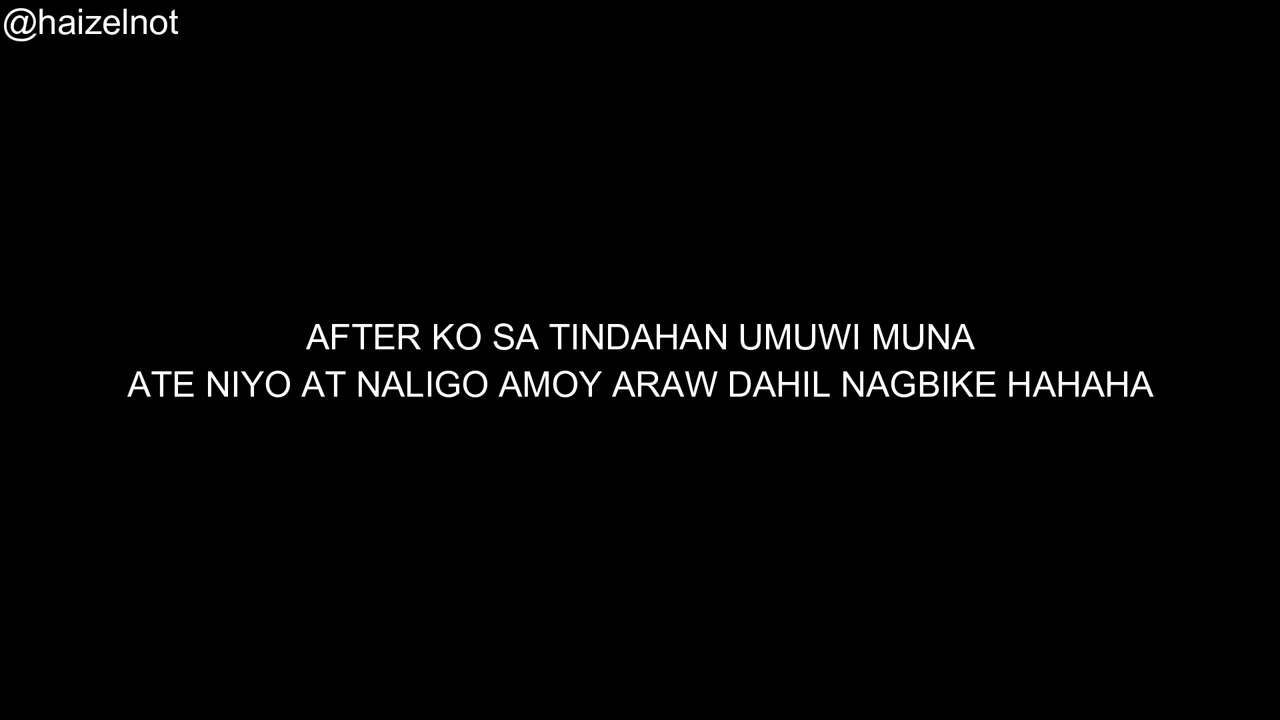 @haizelnot
AFTER KO SA TINDAHAN UMUWI MUNA
ATE NIYO AT NALIGO AMOY ARAW DAHIL NAGBIKE HAHAHA